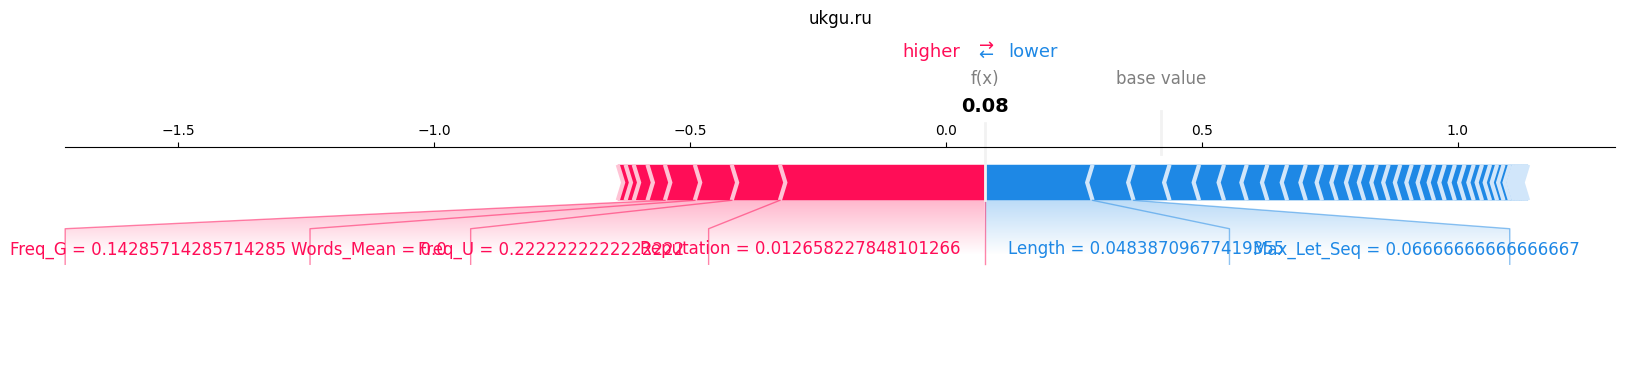 ukgu.ru
higher ⇄ lower
f(x) base value
0.08
−1.5 −1.0 −0.5 0.0 0.5 1.0
Freq_G = 0.14285714285714285 Words_Mean = 0.0 Freq_U = 0.2222222222222222 Reputation = 0.012658227848101266 Length = 0.04838709677419355 Max_Let_Seq = 0.06666666666666667